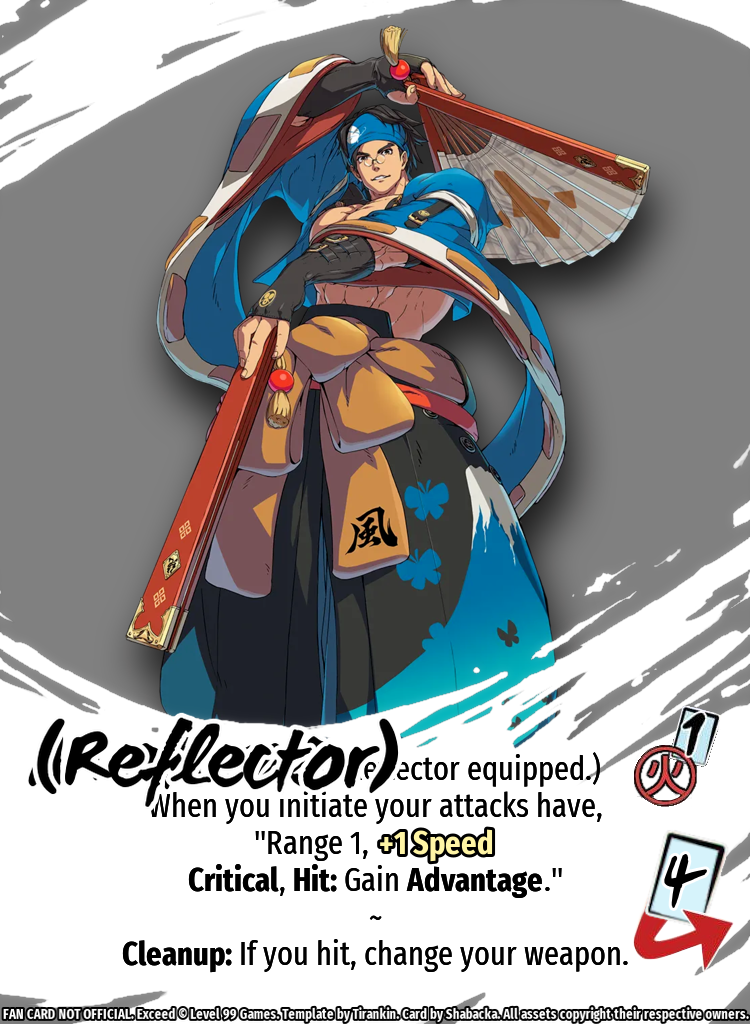 風
((Reflector)
equipped.)
When you initiate your attacks have,
"Range 1, +1 Speed
Critical, Hit: Gain Advantage."
~
Cleanup: If you hit, change your weapon.
1
火
4
FAN CARD NOT OFFICIAL. Exceed © Level 99 Games. Template by Tirankin. Card by Shabacka. All assets copyright their respective owners.